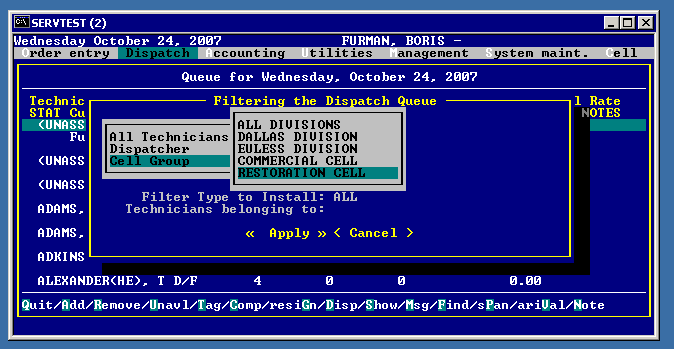 SERVTEST (2)
Wednesday October 24, 2007 FURMAN, BORIS -
Order entry Dispatch Accounting Utilities Management System maint. Cell
Queue for Wednesday, October 24, 2007
Technic Filtering the Dispatch Queue l Rate
STAT Cu NOTES
(UNASS
Fu
(UNASS
(UNASS
ADAMS,
ADAMS,
ADKINS
All Technicians
Dispatcher
Cell Group
ALL DIVISIONS
DALLAS DIVISION
EULESS DIVISION
COMMERCIAL CELL
RESTORATION CELL
Filter Type to Install: ALL
Technicians belonging to:
« Apply » < Cancel >
ALEXANDER(HE), T D/F 4 0 0 0.00
Quit/Add/Remove/Unavl/Tag/Comp/resiGn/Disp/Show/Msg/Find/sPan/ariVal/Note